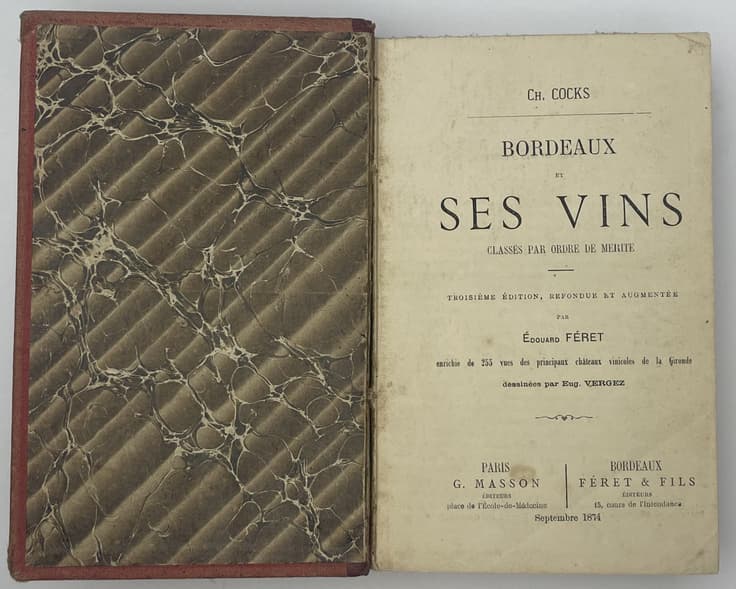 CH. COCKS
BORDEAUX
ET
SES VINS
CLASSÉS PAR ORDRE DE MERITE
TROISIÈME ÉDITION, REFONDUE ET AUGMENTÉE
PAR
ÉDOUARD FÉRET
enrichie de 255 vues des principaux châteaux vinicoles de la Gironde
dessinées par Eug. VERGEZ
PARIS
G. MASSON
ÉDITEURS
place de l'École-de-Médecine
BORDEAUX
FÉRET & FILS
ÉDITEURS
15, cours de l'Intendance
Septembre 1874